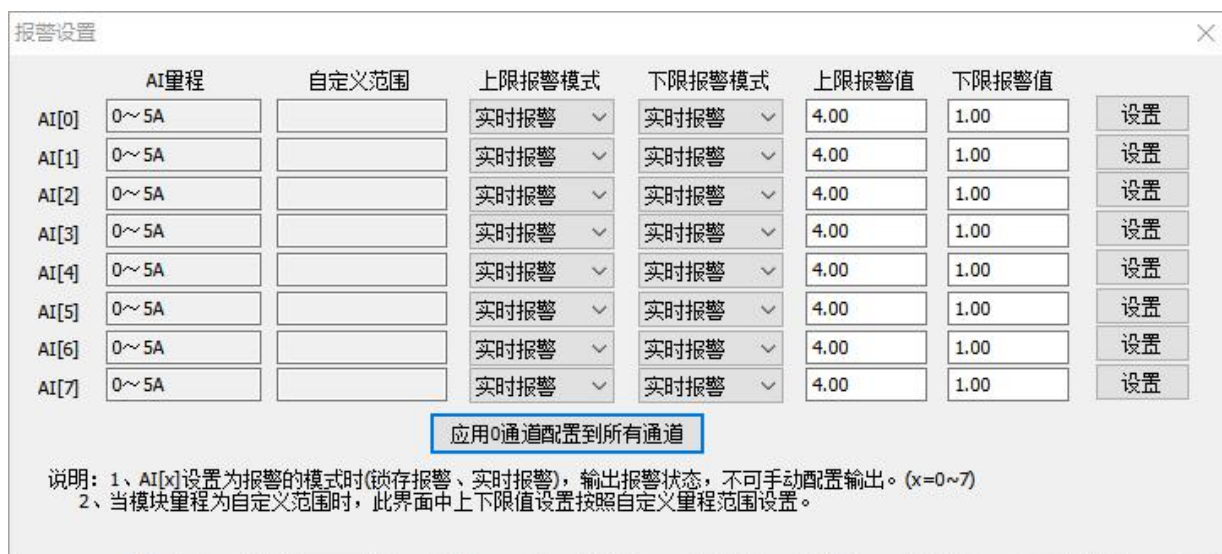 报警设置
AI量程 自定义范围 上限报警模式 下限报警模式 上限报警值 下限报警值
AI[0] 0～5A 实时报警 实时报警 4.00 1.00 设置
AI[1] 0～5A 实时报警 实时报警 4.00 1.00 设置
AI[2] 0～5A 实时报警 实时报警 4.00 1.00 设置
AI[3] 0～5A 实时报警 实时报警 4.00 1.00 设置
AI[4] 0～5A 实时报警 实时报警 4.00 1.00 设置
AI[5] 0～5A 实时报警 实时报警 4.00 1.00 设置
AI[6] 0～5A 实时报警 实时报警 4.00 1.00 设置
AI[7] 0～5A 实时报警 实时报警 4.00 1.00 设置
应用0通道配置到所有通道
说明：1、AI[x]设置为报警的模式时(锁存报警、实时报警)，输出报警状态，不可手动配置输出。(x=0~7)
2、当模块量程为自定义范围时，此界面中上下限值设置按照自定义量程范围设置。